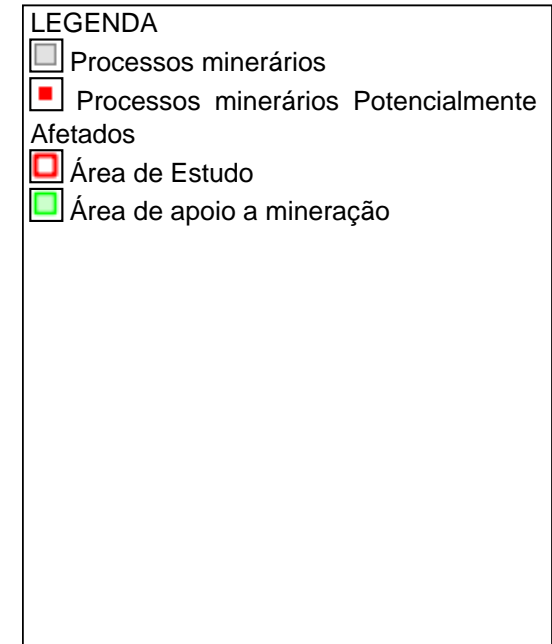 LEGENDA
Processos minerários
Processos minerários Potencialmente
Afetados
Área de Estudo
Área de apoio a mineração